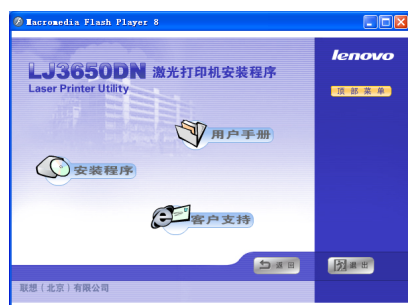 Macromedia Flash Player 8
lenovo
LJ3650DN 激光打印机安装程序
Laser Printer Utility
顶部菜单
用户手册
安装程序
客户支持
返回
退出
联想（北京）有限公司